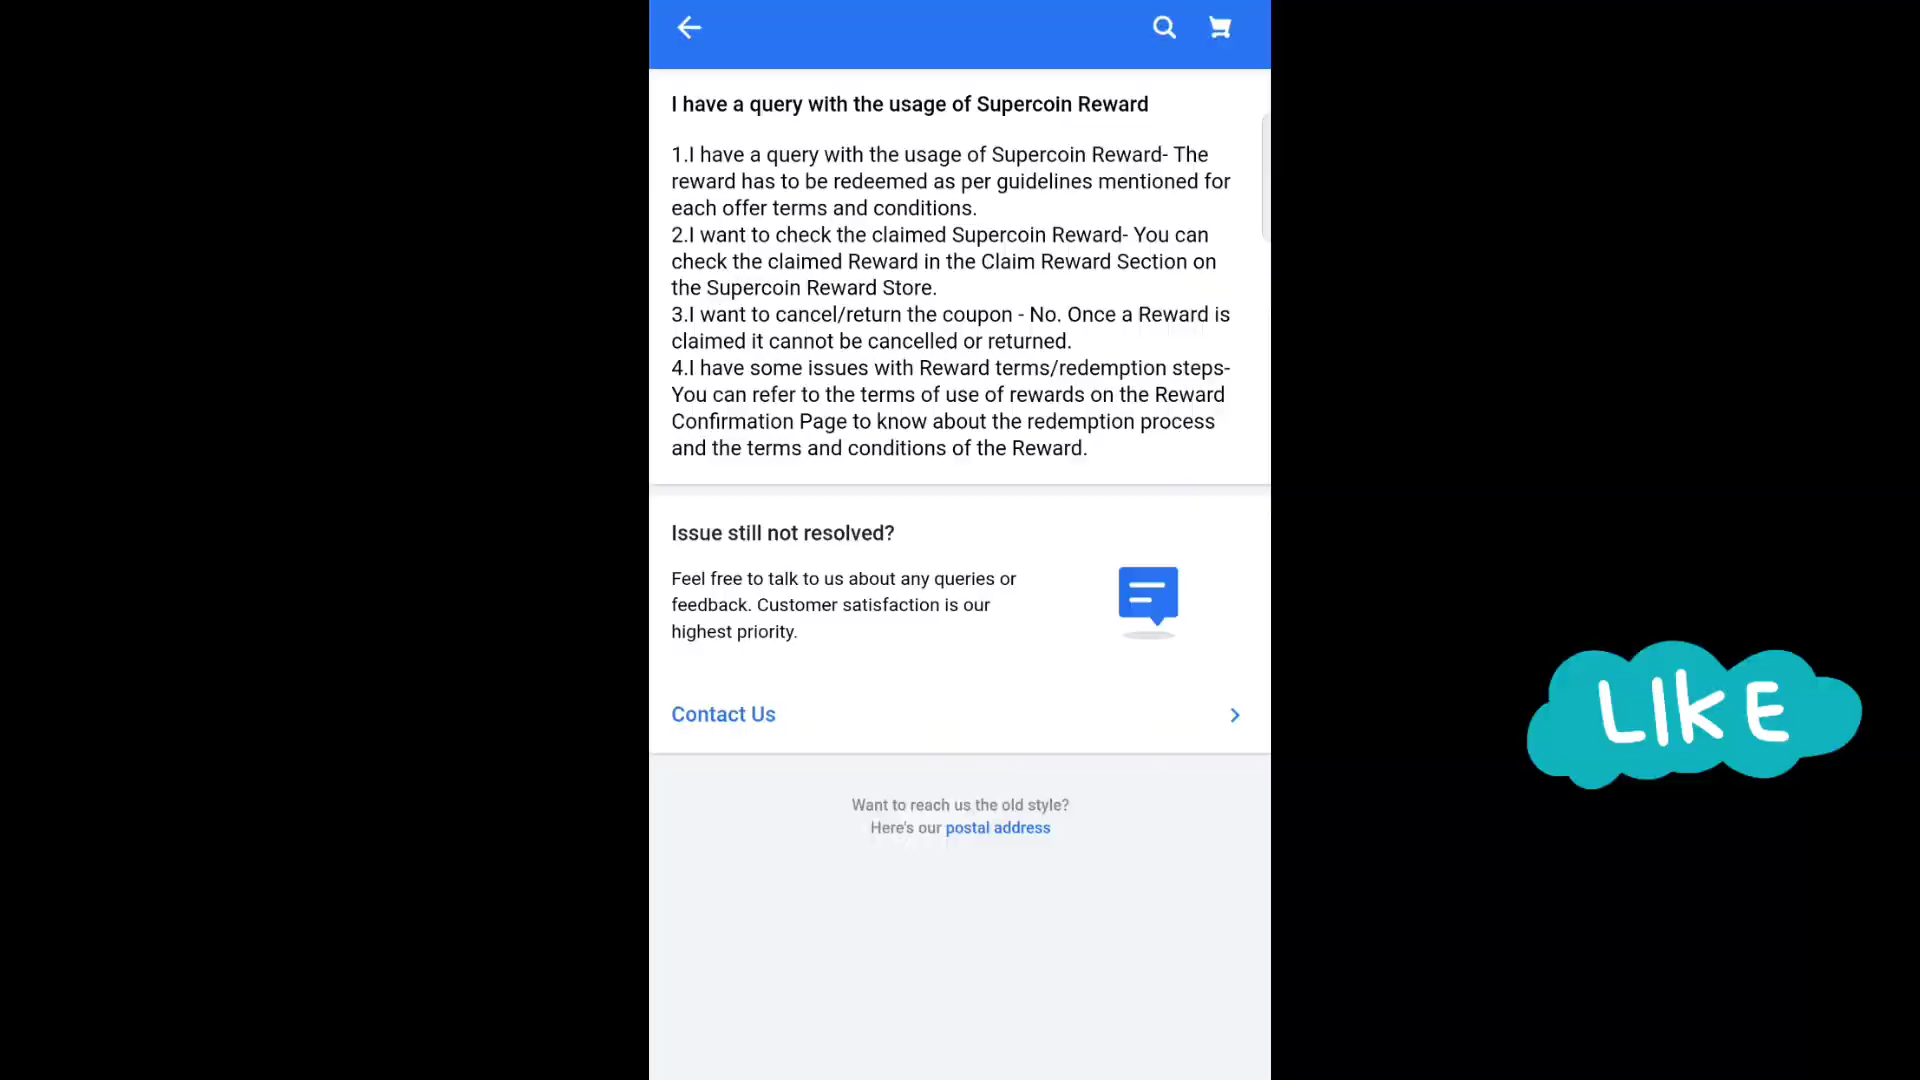 I have a query with the usage of Supercoin Reward
1.I have a query with the usage of Supercoin Reward- The
reward has to be redeemed as per guidelines mentioned for
each offer terms and conditions.
2.I want to check the claimed Supercoin Reward- You can
check the claimed Reward in the Claim Reward Section on
the Supercoin Reward Store.
3.I want to cancel/return the coupon - No. Once a Reward is
claimed it cannot be cancelled or returned.
4.I have some issues with Reward terms/redemption steps-
You can refer to the terms of use of rewards on the Reward
Confirmation Page to know about the redemption process
and the terms and conditions of the Reward.
Issue still not resolved?
Feel free to talk to us about any queries or
feedback. Customer satisfaction is our
highest priority.
Contact Us
LIKE
Want to reach us the old style?
Here's our postal address